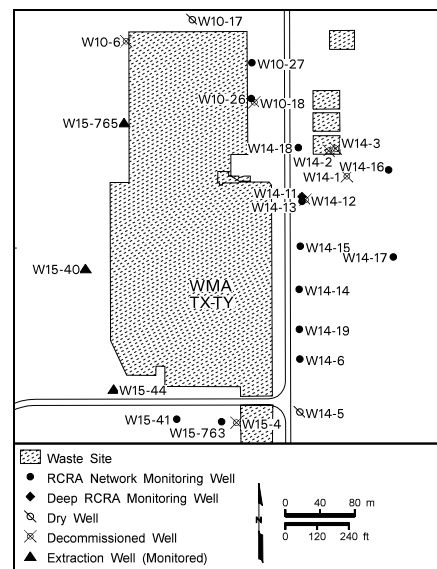 W10-17
W10-6
W10-27
W10-26
W10-18
W15-765
W14-18
W14-3
W14-2
W14-16
W14-1
W14-11
W14-12
W14-13
W14-15
W14-17
W15-40
WMA
TX-TY
W14-14
W14-19
W14-6
W15-44
W14-5
W15-41
W15-4
W15-763
Waste Site
RCRA Network Monitoring Well
Deep RCRA Monitoring Well
Dry Well
Decommissioned Well
Extraction Well (Monitored)
N
0 40 80 m
0 120 240 ft